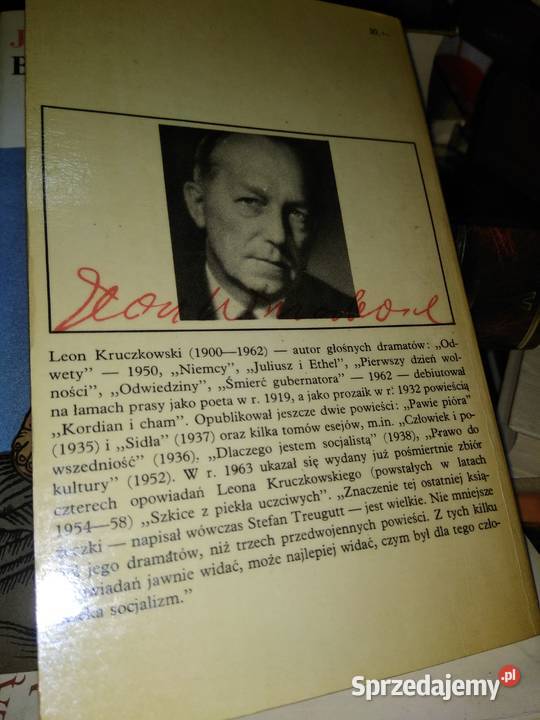 30,—
Leon Kruczkowski (1900—1962) — autor głośnych dramatów: „Od-
wety” — 1950, „Niemcy”, „Juliusz i Ethel”, „Pierwszy dzień wol-
ności”, „Odwiedziny”, „Śmierć gubernatora” — 1962 — debiutował
na łamach prasy jako poeta w r. 1919, a jako prozaik w r. 1932 powieścią
„Kordian i cham”. Opublikował jeszcze dwie powieści: „Pawie pióra”
(1935) i „Sidła” (1937) oraz kilka tomów esejów, m.in. „Człowiek i po-
wszedniość” (1936), „Dlaczego jestem socjalistą” (1938), „Prawo do
kultury” (1952). W r. 1963 ukazał się wydany już pośmiertnie zbiór
czterech opowiadań Leona Kruczkowskiego (powstałych w latach
1954—58) „Szkice z piekła uczciwych”. „Znaczenie tej ostatniej ksią-
żeczki — napisał wówczas Stefan Treugutt — jest wielkie. Nie mniejsze
jego dramatów, niż trzech przedwojennych powieści. Z tych kilku
wiadań jawnie widać, może najlepiej widać, czym był dla tego czło-
ka socjalizm.”
Sprzedajemy.pl